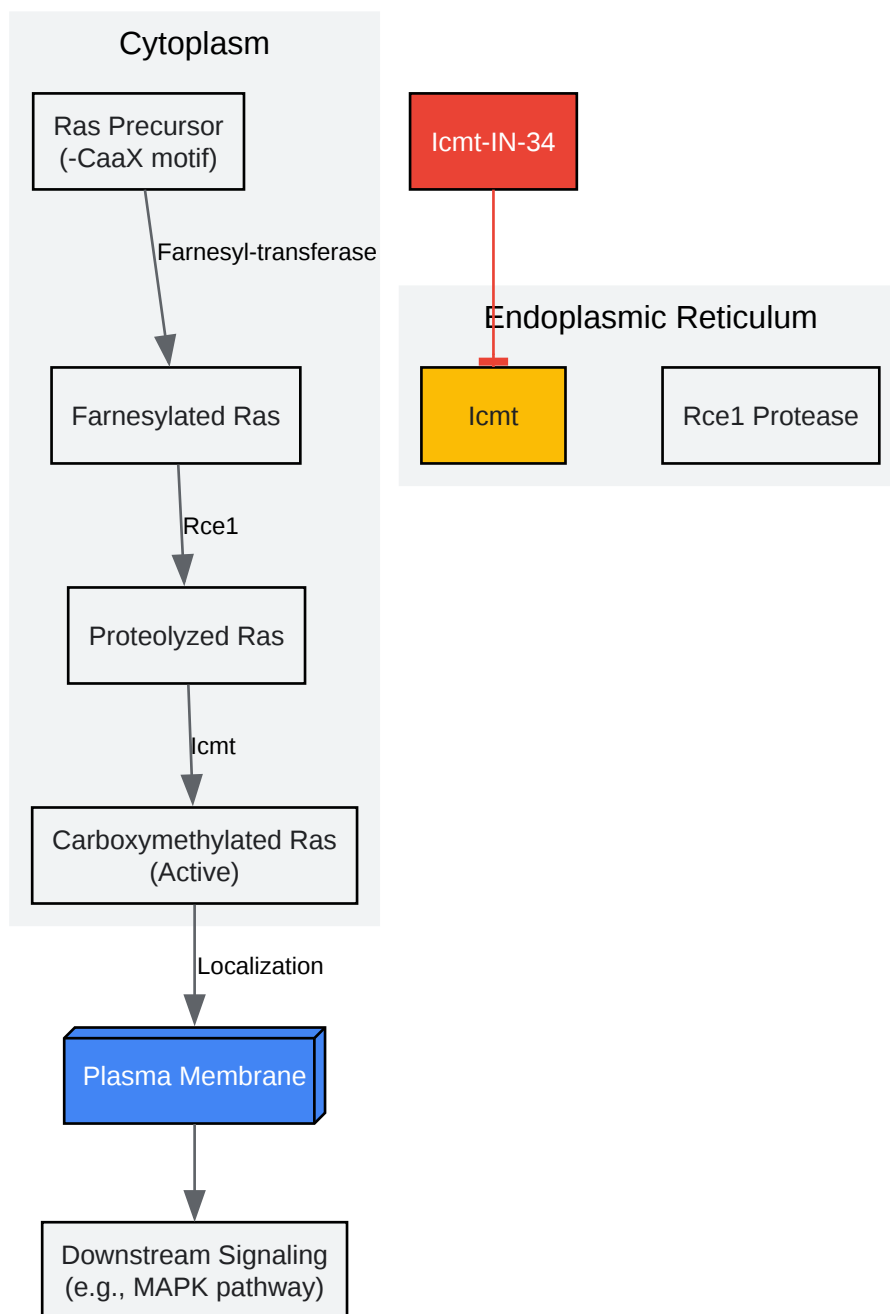 Cytoplasm
Ras Precursor
(-CaaX motif)
Icmt-IN-34
Farnesyl-transferase
Endoplasmic Reticulum
Farnesylated Ras
Icmt
Rce1 Protease
Rce1
Proteolyzed Ras
Icmt
Carboxymethylated Ras
(Active)
Localization
Plasma Membrane
Downstream Signaling
(e.g., MAPK pathway)